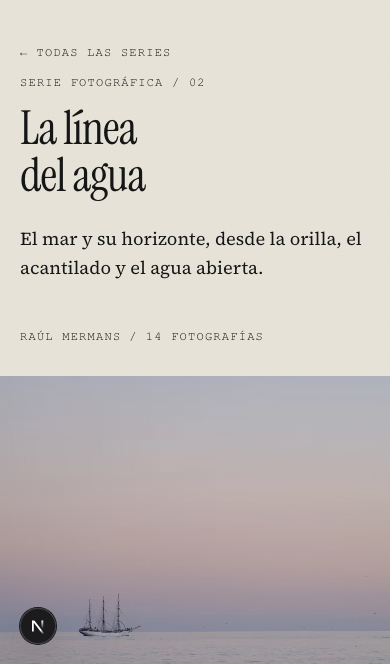 ← TODAS LAS SERIES
SERIE FOTOGRÁFICA / 02
La línea
del agua
El mar y su horizonte, desde la orilla, el
acantilado y el agua abierta.
RAÚL MERMANS / 14 FOTOGRAFÍAS
N